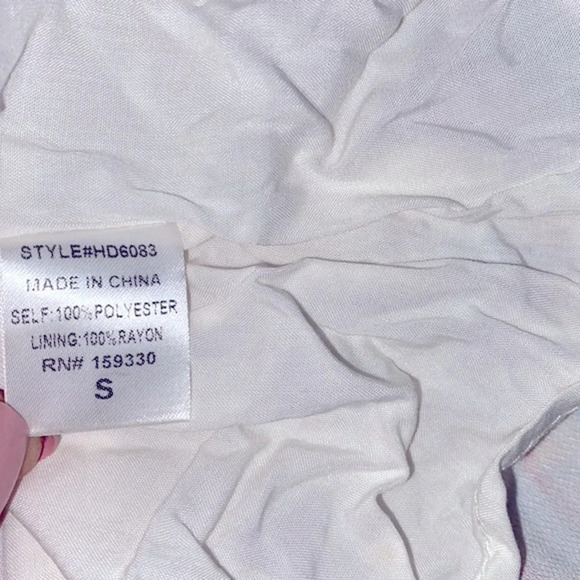 STYLE#HD6083
MADE IN CHINA
SELF:100%POLYESTER
LINING:100%RAYON
RN# 159330
S